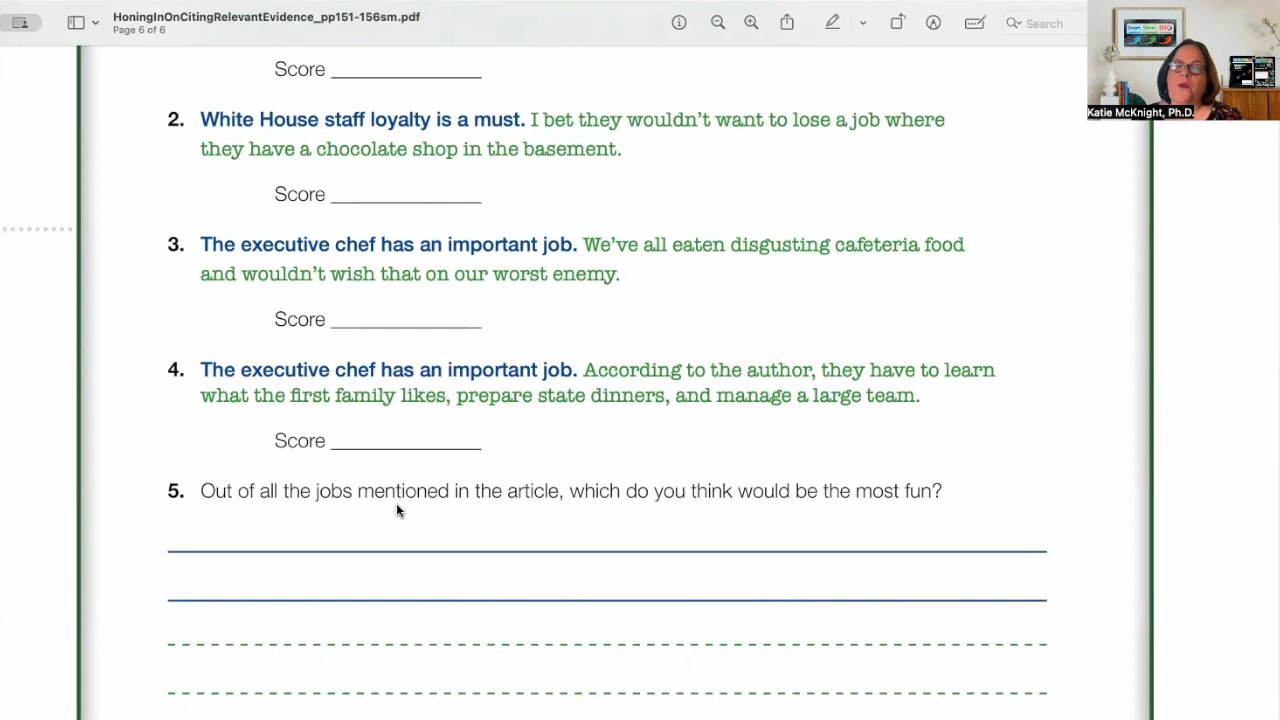 HoningInOnCitingRelevantEvidence_pp151-156sm.pdf
Page 6 of 6
Search
Katie McKnight, Ph.D.
Score
2. White House staff loyalty is a must. I bet they wouldn't want to lose a job where
they have a chocolate shop in the basement.
Score
3. The executive chef has an important job. We've all eaten disgusting cafeteria food
and wouldn't wish that on our worst enemy.
Score
4. The executive chef has an important job. According to the author, they have to learn
what the first family likes, prepare state dinners, and manage a large team.
Score
5. Out of all the jobs mentioned in the article, which do you think would be the most fun?